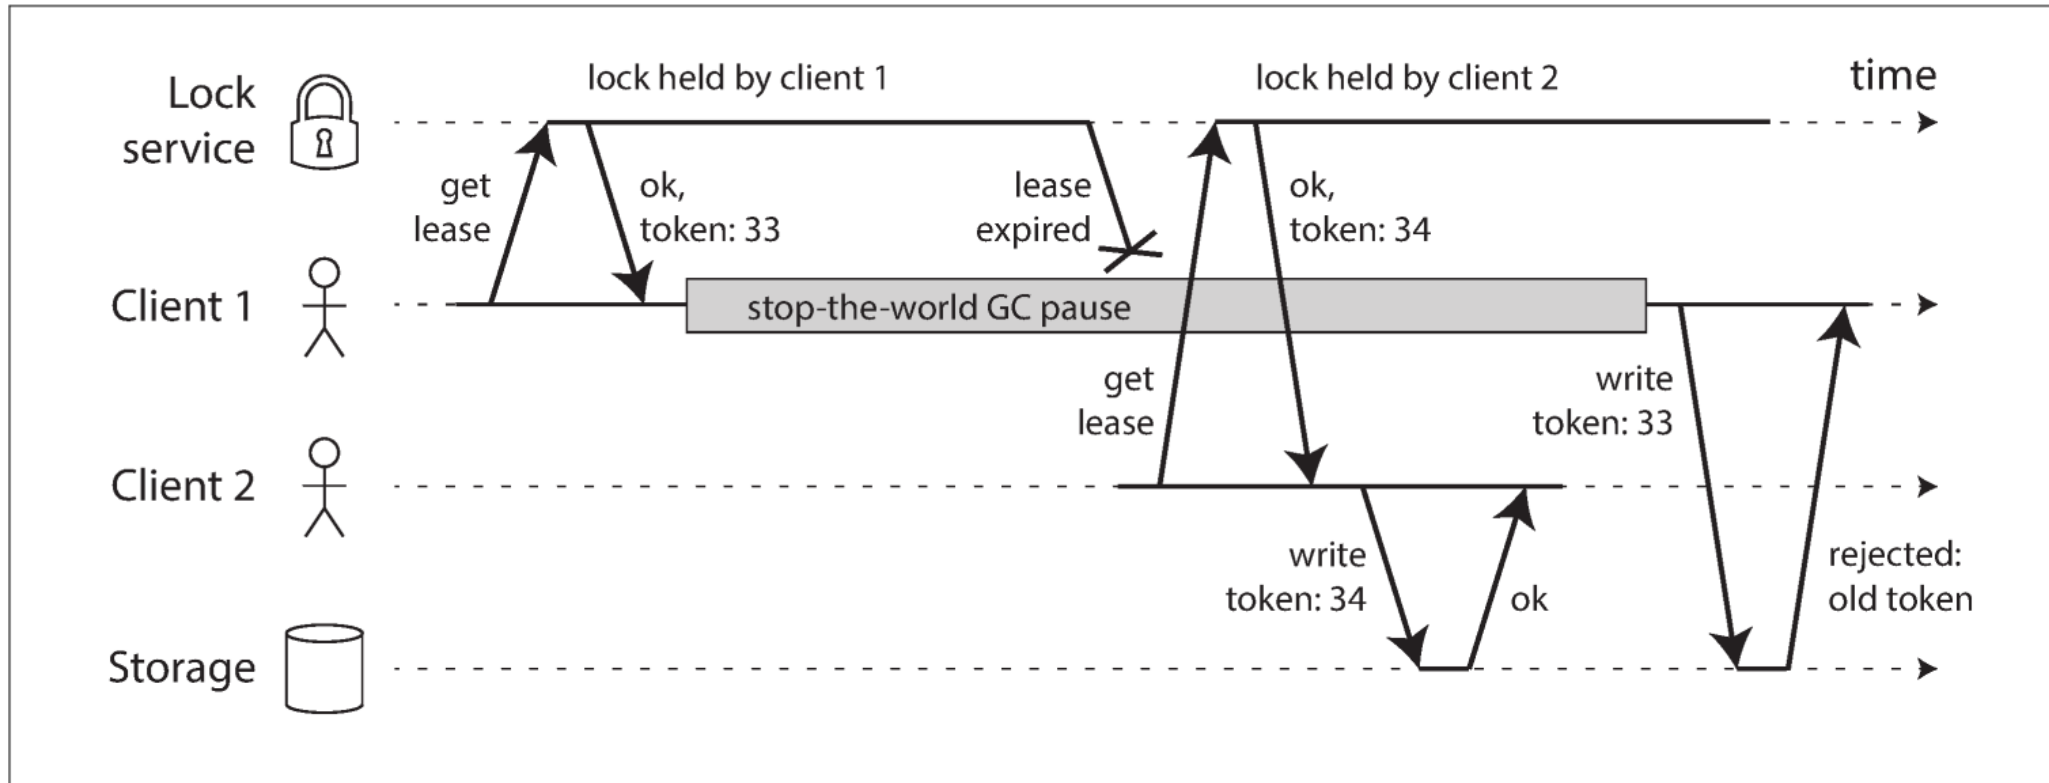 lock held by client 1
lock held by client 2
time
Lock
service
get
lease
ok,
token: 33
lease
expired
ok,
token: 34
Client 1
stop-the-world GC pause
get
lease
write
token: 33
Client 2
write
token: 34
ok
rejected:
old token
Storage